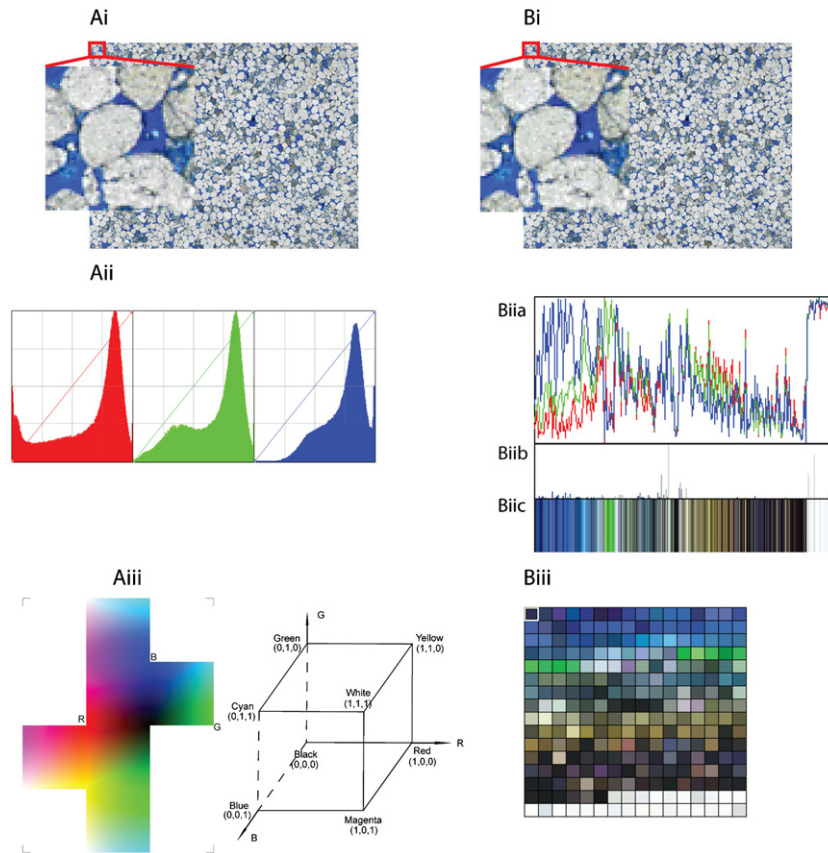 Ai
Bi
Aii
Biia
Biib
Biic
Aiii
Biii
B
R
G
G
Green
(0,1,0)
Yellow
(1,1,0)
Cyan
(0,1,1)
White
(1,1,1)
Black
(0,0,0)
R
Red
(1,0,0)
Blue
(0,0,1)
B
Magenta
(1,0,1)